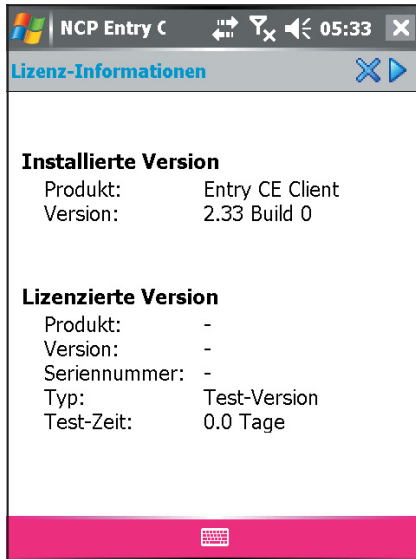 NCP Entry C 05:33
Lizenz-Informationen
Installierte Version
Produkt: Entry CE Client
Version: 2.33 Build 0
Lizenzierte Version
Produkt: -
Version: -
Seriennummer: -
Typ: Test-Version
Test-Zeit: 0.0 Tage